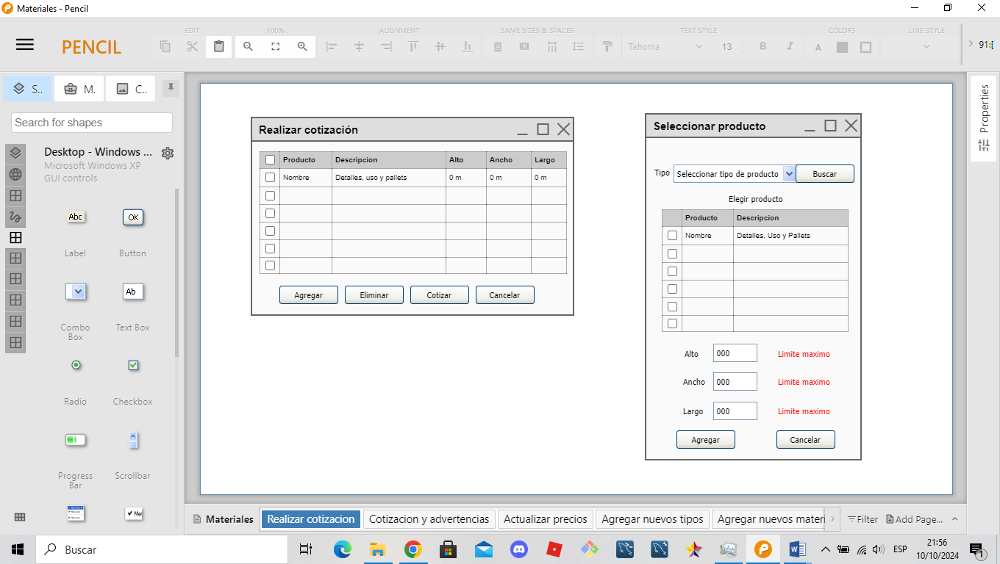 Materiales - Pencil
PENCIL
EDIT
100%
ALIGNMENT
SAME SIZES & SPACES
TEXT STYLE
COLORS
LINE STYLE
Tahoma
13
B
I
A
91:[
S..
M.
C..
Search for shapes
Desktop - Windows ...
Microsoft Windows XP
GUI controls
Abc
OK
Label
Button
Ab
Combo
Box
Text Box
Radio
Checkbox
Progress
Bar
Scrollbar
Realizar cotización
Producto Descripcion Alto Ancho Largo
Nombre Detalles, uso y pallets 0 m 0 m 0 m
Agregar Eliminar Cotizar Cancelar
Seleccionar producto
Tipo Seleccionar tipo de producto Buscar
Elegir producto
Producto Descripcion
Nombre Detalles, Uso y Pallets
Alto 000 Limite maximo
Ancho 000 Limite maximo
Largo 000 Limite maximo
Agregar Cancelar
Properties
Materiales
Realizar cotizacion
Cotizacion y advertencias
Actualizar precios
Agregar nuevos tipos
Agregar nuevos materi
Filter
Add Page...
Buscar
ESP
21:56
10/10/2024
1